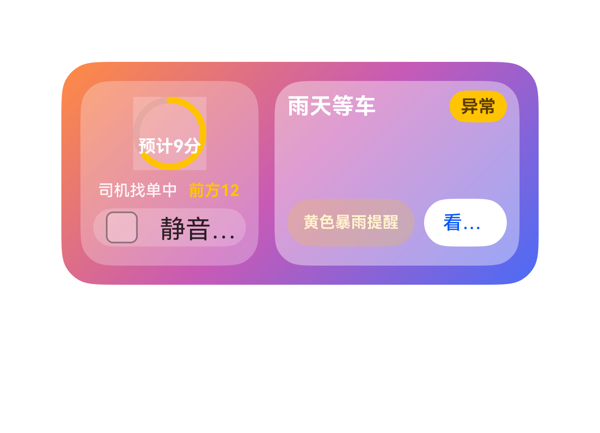 预计9分
司机找单中 前方12
静音…
雨天等车
异常
黄色暴雨提醒
看…